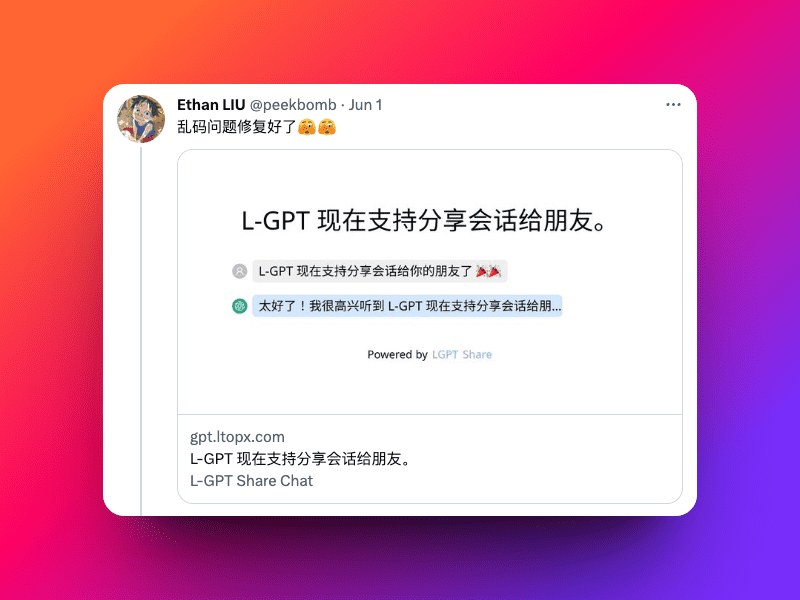 Ethan LIU @peekbomb · Jun 1
乱码问题修复好了🫣🫣
L-GPT 现在支持分享会话给朋友。
L-GPT 现在支持分享会话给你的朋友了 🎉🎉
太好了！我很高兴听到 L-GPT 现在支持分享会话给朋...
Powered by LGPT Share
gpt.ltopx.com
L-GPT 现在支持分享会话给朋友。
L-GPT Share Chat